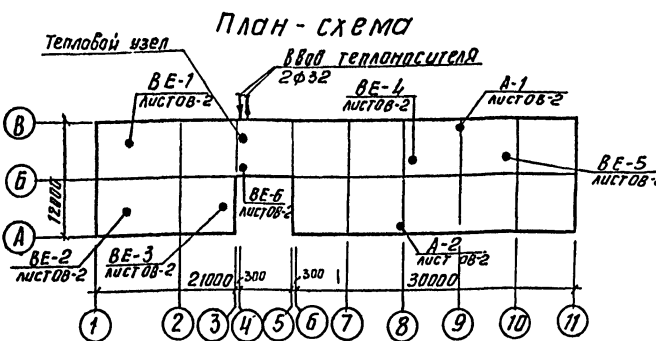 План-схема
Тепловой узел
Ввод теплоносителя
2ф32
ВЕ-1
листов-2
ВЕ-4
листов-2
А-1
листов-2
В
ВЕ-5
листов-2
Б
12000
ВЕ-6
листов-2
А
ВЕ-2
листов-2
ВЕ-3
листов-2
А-2
лист ов-2
21000
300
300
30000
1
2
3
4
5
6
7
8
9
10
11